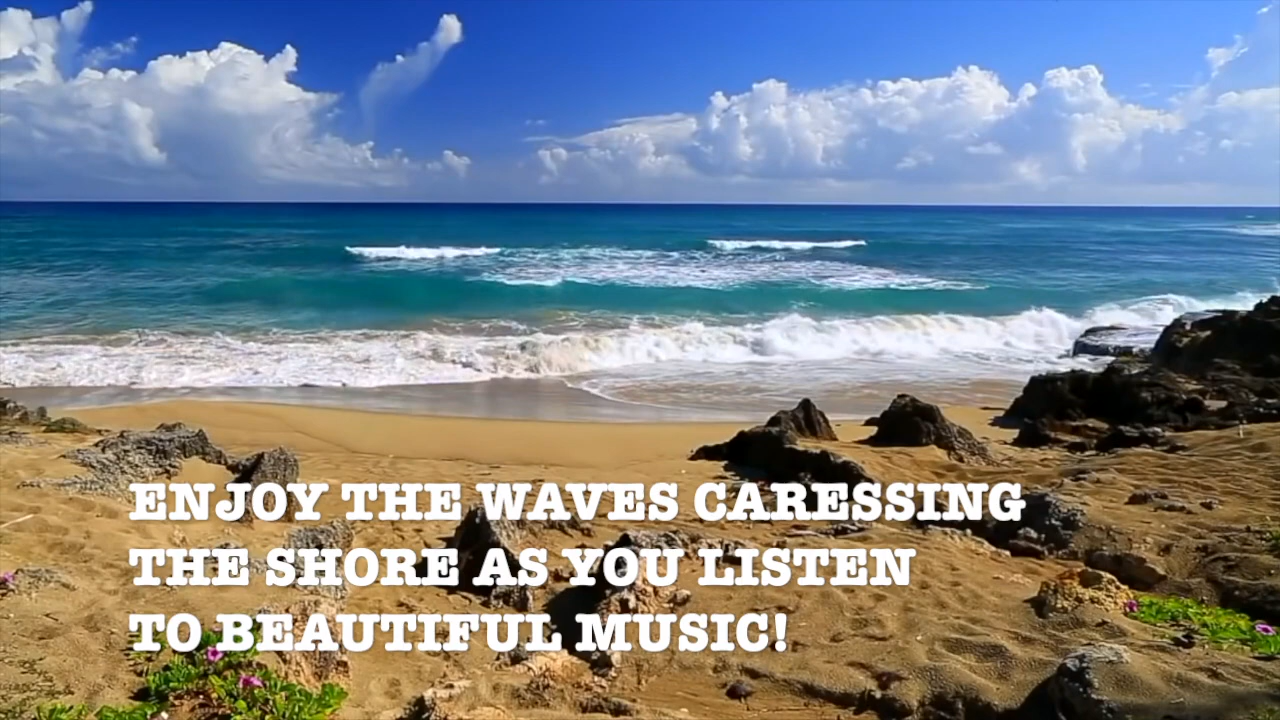 ENJOY THE WAVES CARESSING
THE SHORE AS YOU LISTEN
TO BEAUTIFUL MUSIC!